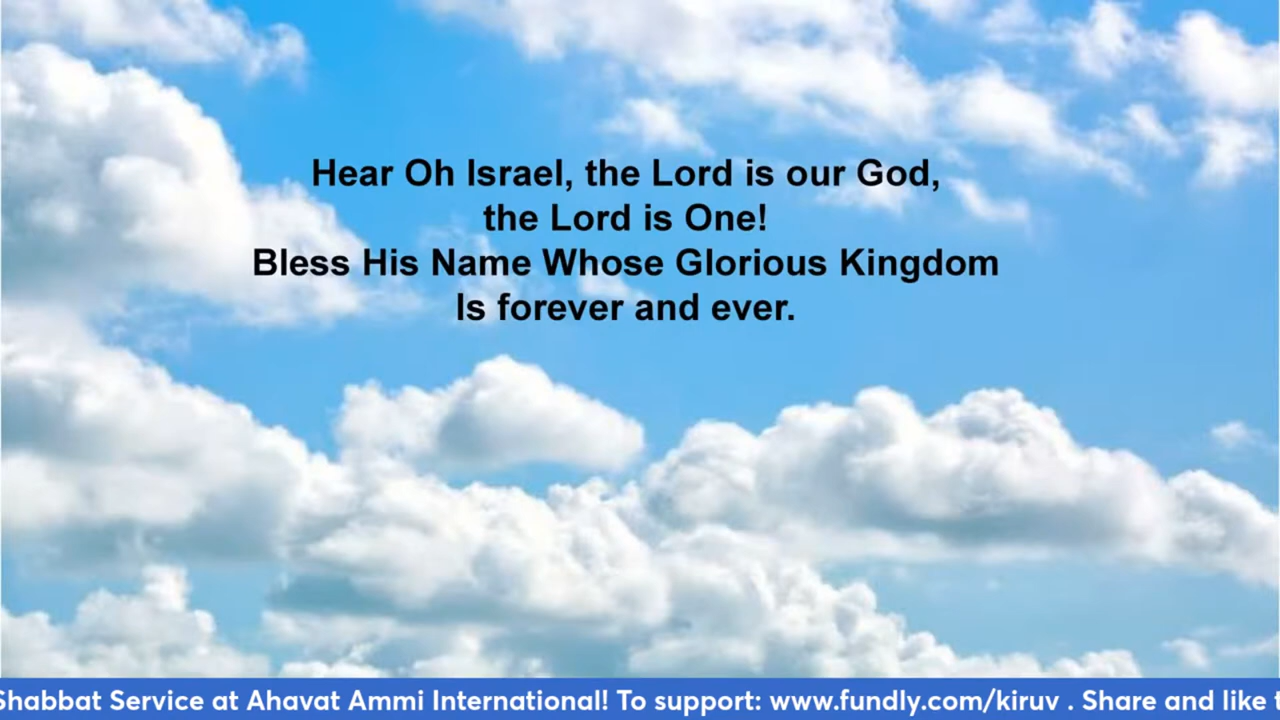 Hear Oh Israel, the Lord is our God,
the Lord is One!
Bless His Name Whose Glorious Kingdom
Is forever and ever.
Shabbat Service at Ahavat Ammi International! To support: www.fundly.com/kiruv . Share and like